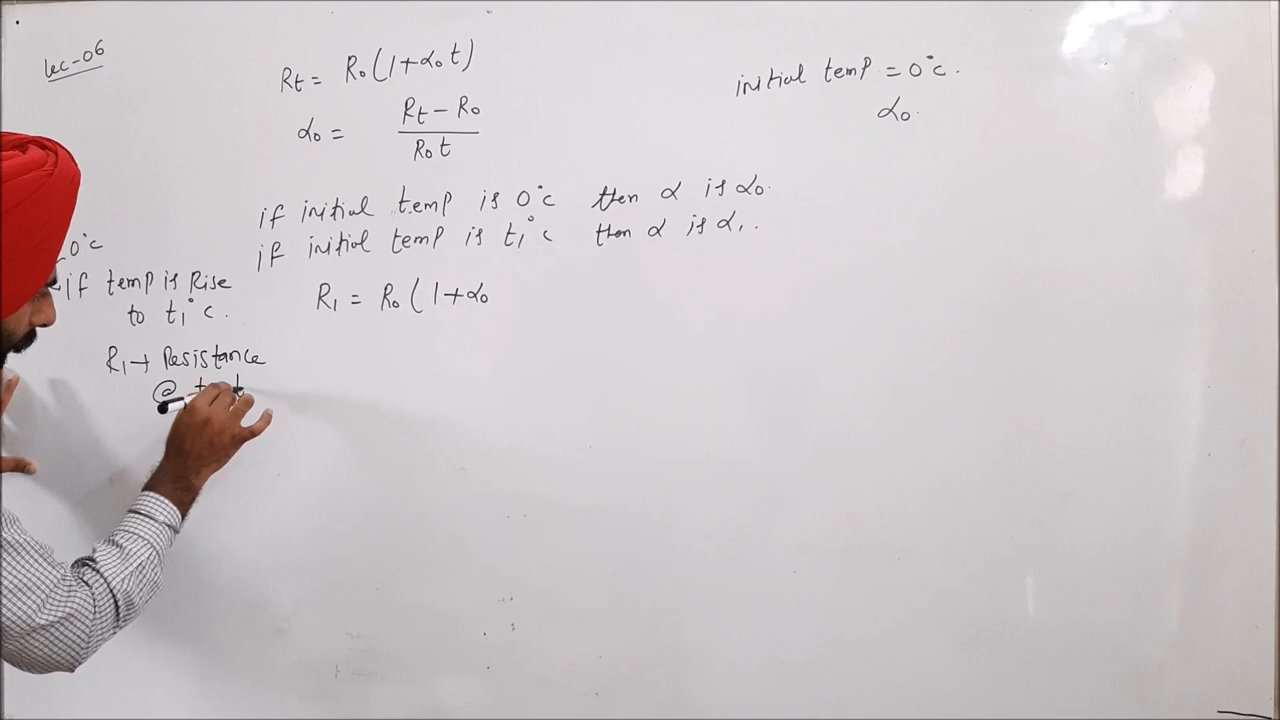 Lec-06
Rt = R0(1+α0t)
α0 = Rt - R0 / R0t
initial temp = 0°c.
α0.
if initial temp is 0°c then α is α0.
if initial temp is t1°c then α is α1.
0°c
if temp is Rise
to t1°c.
R1 = R0(1+α0
R1→ Resistance
@